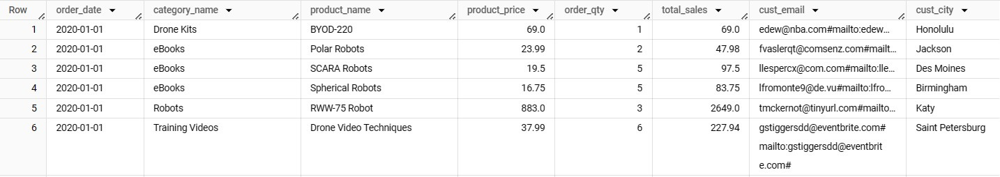 Row order_date category_name product_name product_price order_qty total_sales cust_email cust_city
1 2020-01-01 Drone Kits BYOD-220 69.0 1 69.0 edew@nba.com#mailto:edew... Honolulu
2 2020-01-01 eBooks Polar Robots 23.99 2 47.98 fvaslerqt@comsenz.com#mailt... Jackson
3 2020-01-01 eBooks SCARA Robots 19.5 5 97.5 llespercx@com.com#mailto:lle... Des Moines
4 2020-01-01 eBooks Spherical Robots 16.75 5 83.75 lfromonte9@de.vu#mailto:lfro... Birmingham
5 2020-01-01 Robots RWW-75 Robot 883.0 3 2649.0 tmckernot@tinyurl.com#mailto... Katy
6 2020-01-01 Training Videos Drone Video Techniques 37.99 6 227.94 gstiggersdd@eventbrite.com# Saint Petersburg
mailto:gstiggersdd@eventbrit
e.com#